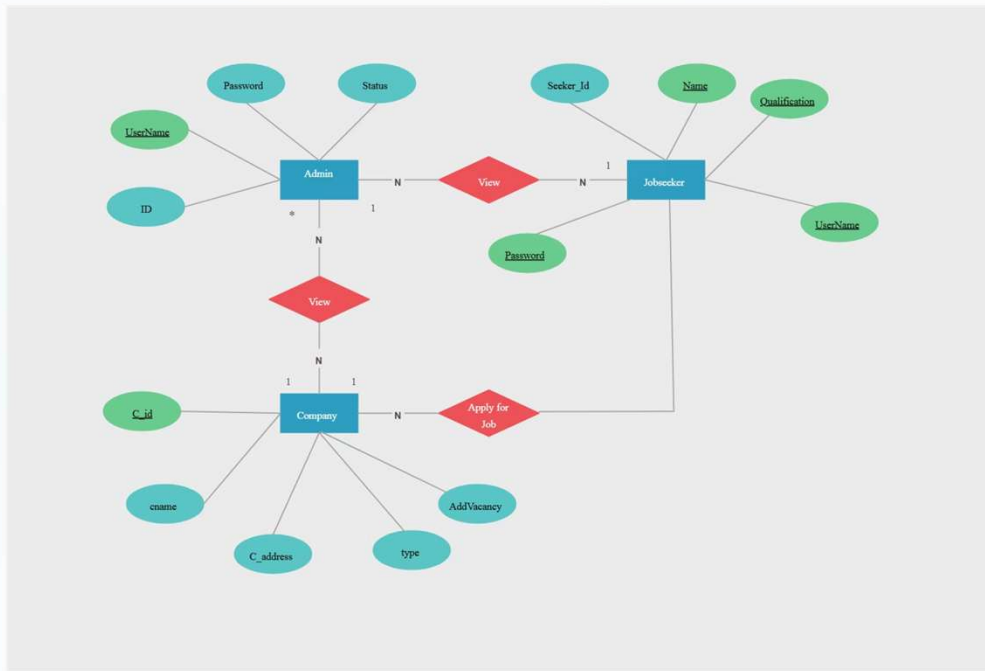 Password
Status
Seeker_Id
Name
Qualification
UserName
Admin
N
View
N
1
Jobseeker
ID
*
1
UserName
N
Password
View
N
1
1
C_id
Company
N
Apply for
Job
cname
AddVacancy
C_address
type